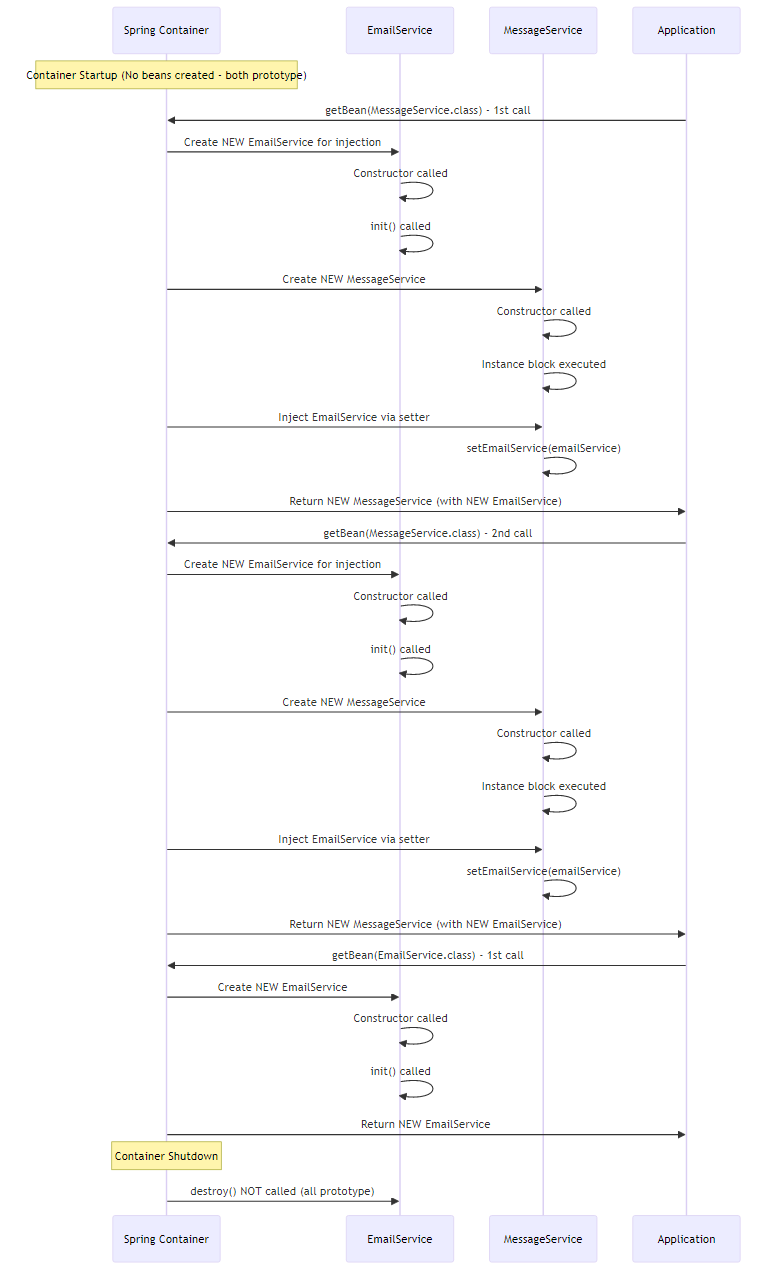 Spring Container
EmailService
MessageService
Application
Container Startup (No beans created - both prototype)
getBean(MessageService.class) - 1st call
Create NEW EmailService for injection
Constructor called
init() called
Create NEW MessageService
Constructor called
Instance block executed
Inject EmailService via setter
setEmailService(emailService)
Return NEW MessageService (with NEW EmailService)
getBean(MessageService.class) - 2nd call
Create NEW EmailService for injection
Constructor called
init() called
Create NEW MessageService
Constructor called
Instance block executed
Inject EmailService via setter
setEmailService(emailService)
Return NEW MessageService (with NEW EmailService)
getBean(EmailService.class) - 1st call
Create NEW EmailService
Constructor called
init() called
Return NEW EmailService
Container Shutdown
destroy() NOT called (all prototype)
Spring Container
EmailService
MessageService
Application